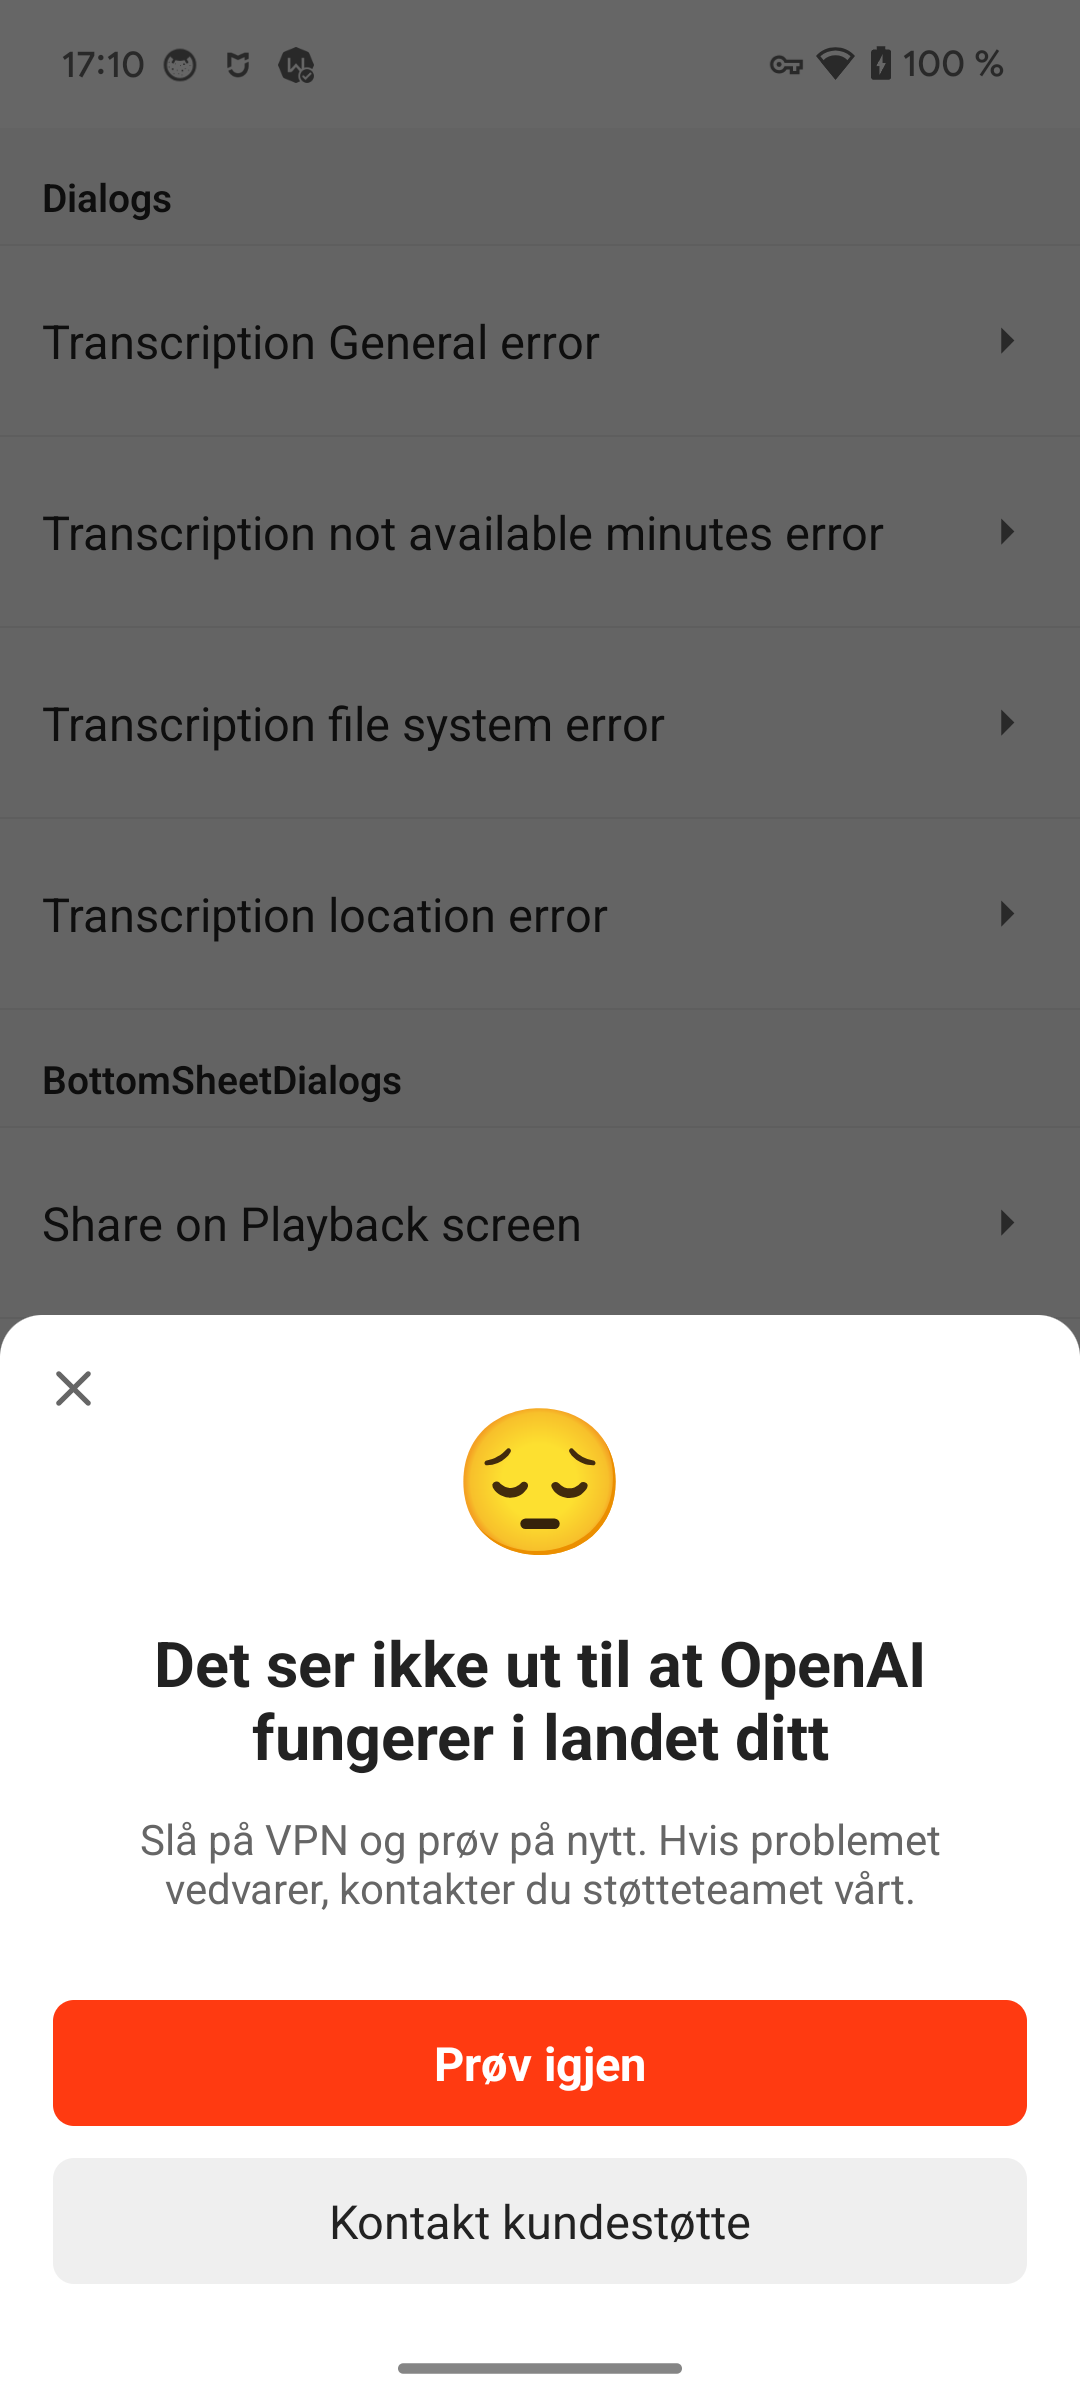 17:10
100 %
Dialogs
Transcription General error
Transcription not available minutes error
Transcription file system error
Transcription location error
BottomSheetDialogs
Share on Playback screen
Det ser ikke ut til at OpenAI
fungerer i landet ditt
Slå på VPN og prøv på nytt. Hvis problemet
vedvarer, kontakter du støtteteamet vårt.
Prøv igjen
Kontakt kundestøtte